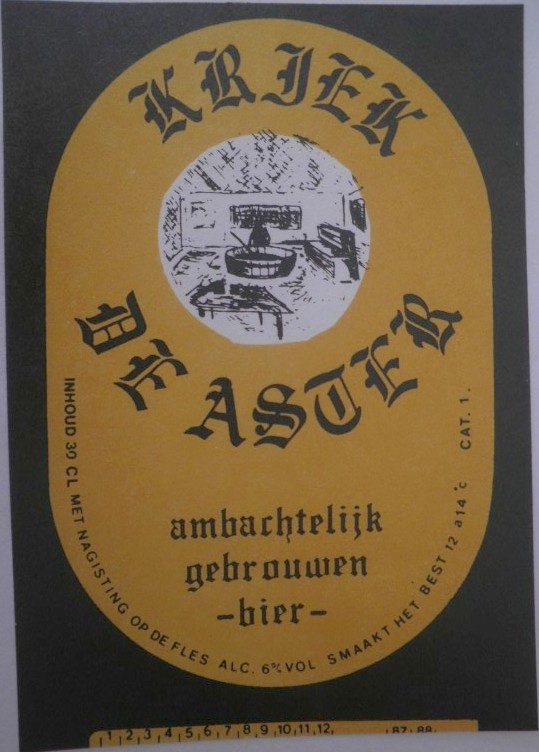 KRIEK
DE ASTER
ambachtelijk
gebrouwen
-bier-
INHOUD 30 CL. MET NAGISTING OP DE FLES ALC. 6% VOL SMAAKT HET BEST 12 à 14°c CAT. 1.
1 2 3 4 5 6 7 8 9 10 11 12 87 88